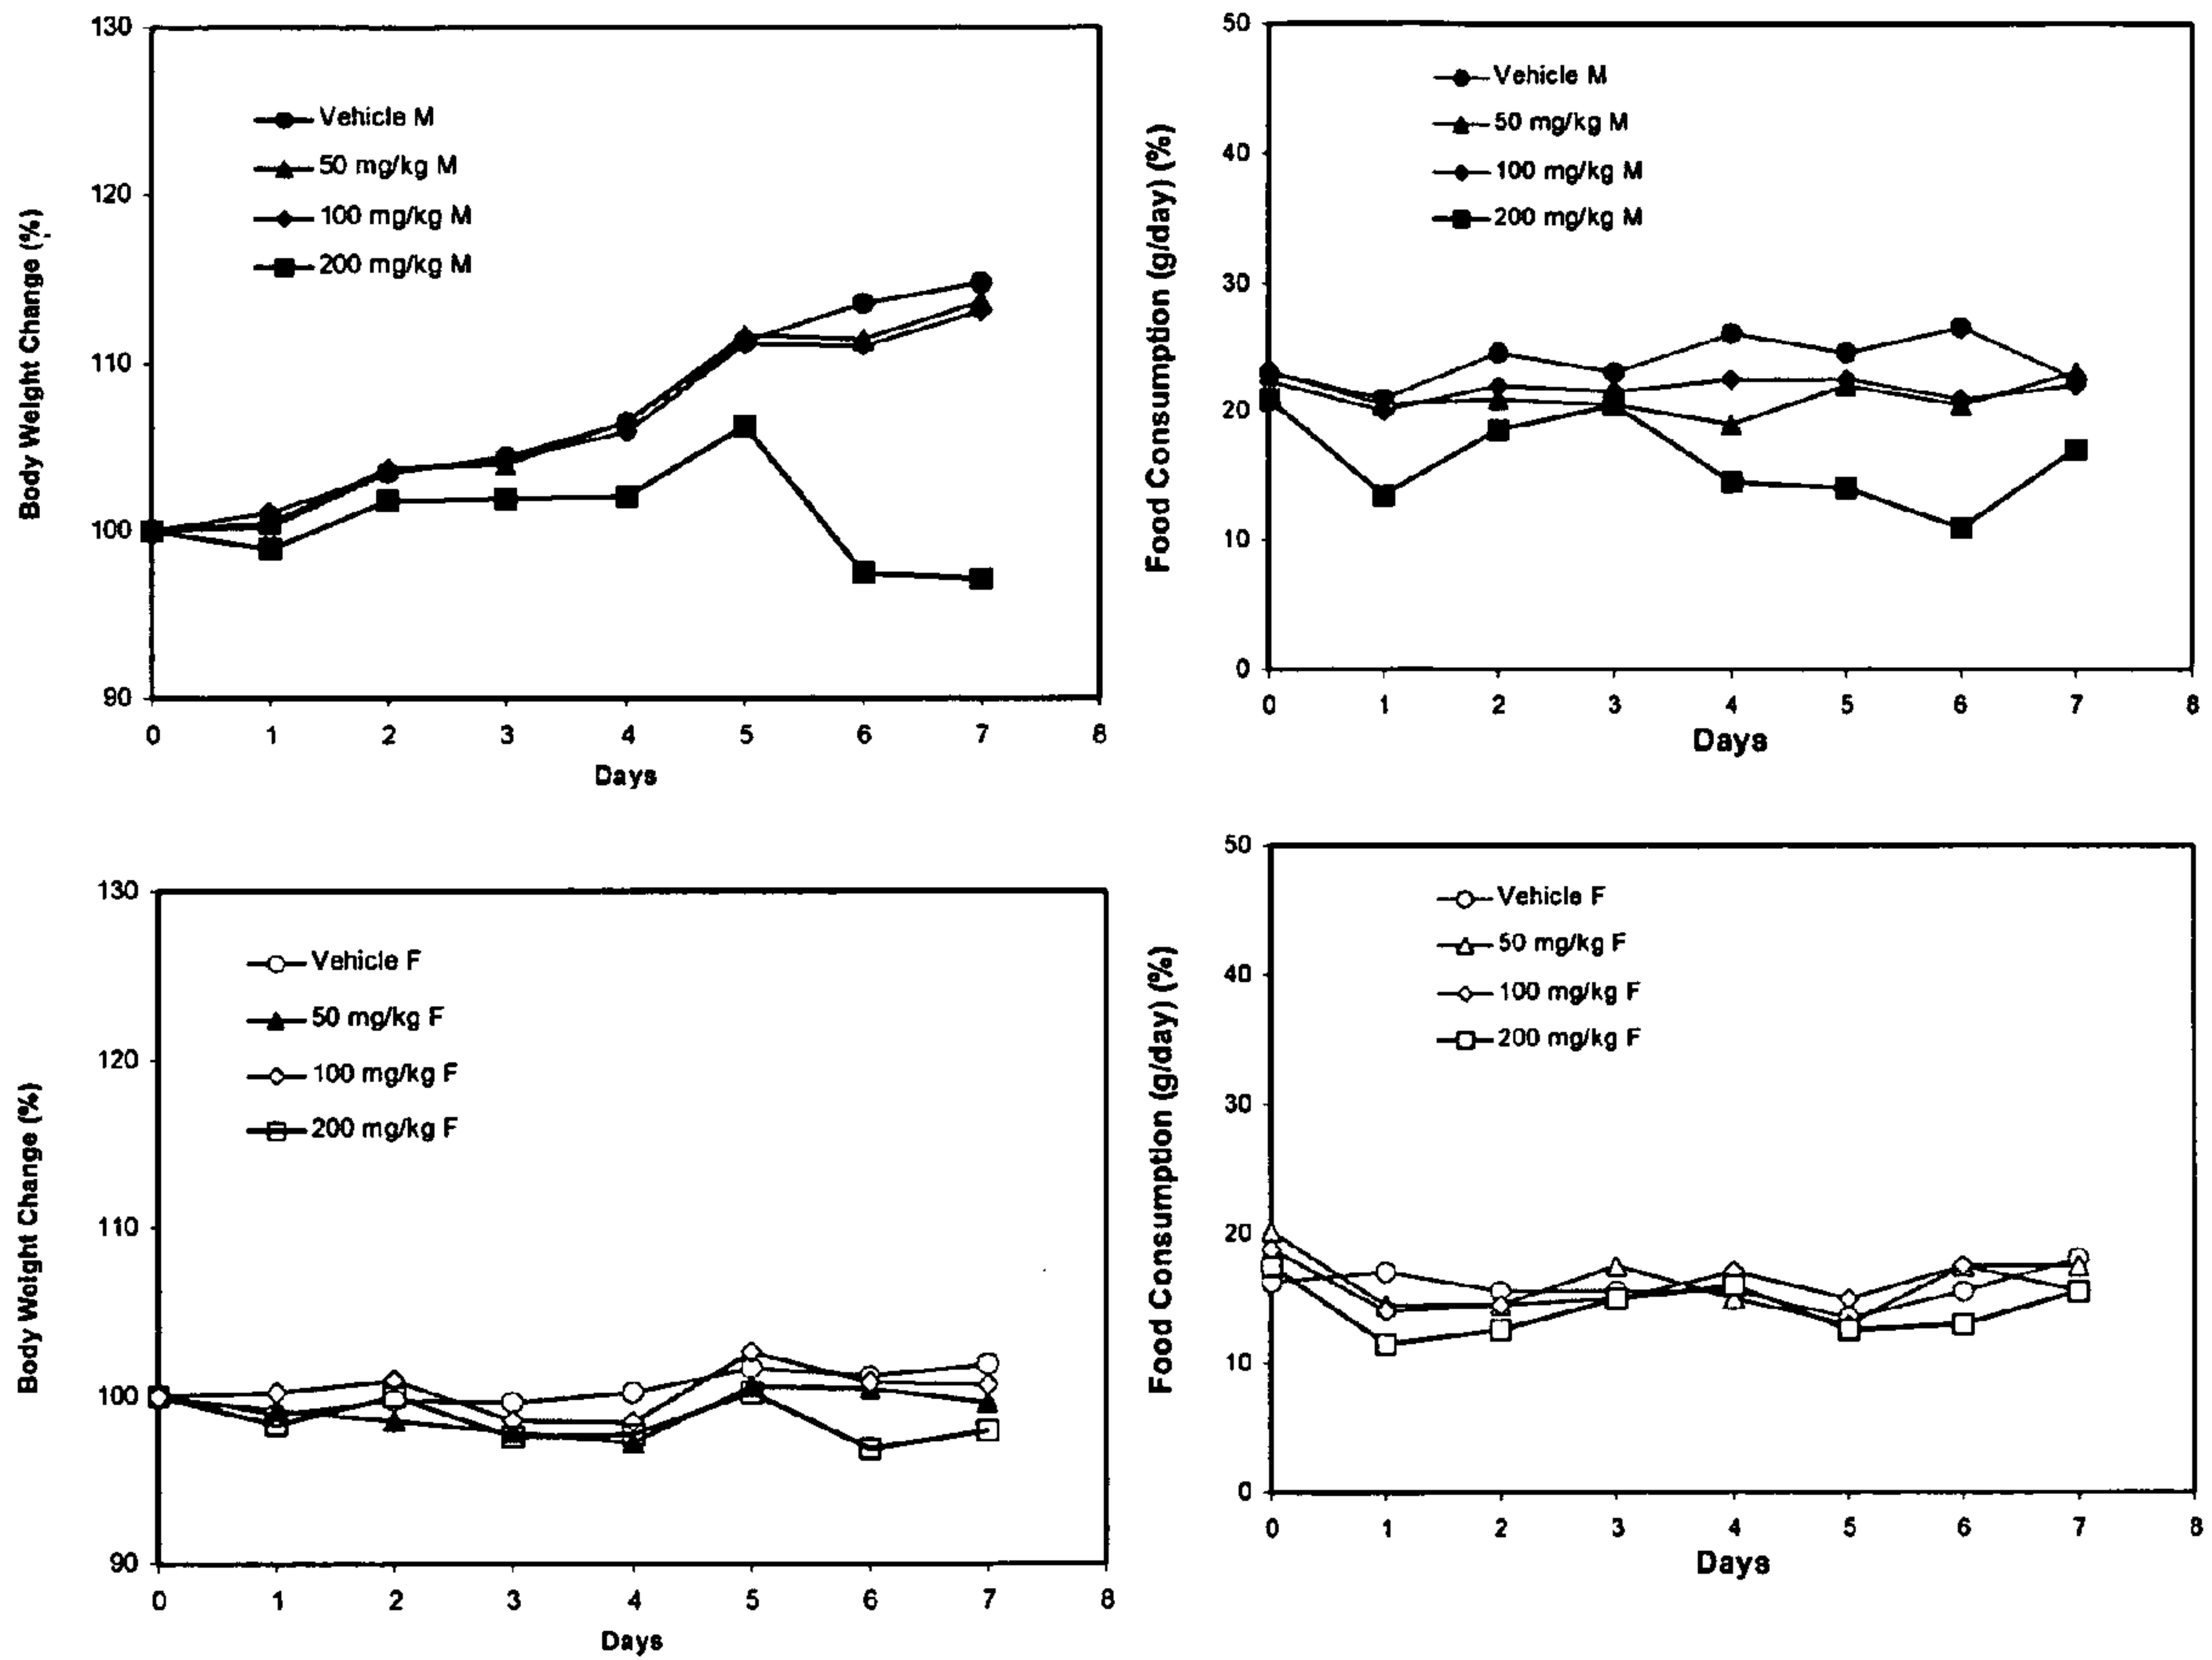 130
120
110
100
90
Body Weight Change (%)
Vehicle M
50 mg/kg M
100 mg/kg M
200 mg/kg M
0 1 2 3 4 5 6 7 8
Days
50
40
30
20
10
0
Food Consumption (g/day) (%)
Vehicle M
50 mg/kg M
100 mg/kg M
200 mg/kg M
0 1 2 3 4 5 6 7 8
Days
130
120
110
100
90
Body Weight Change (%)
Vehicle F
50 mg/kg F
100 mg/kg F
200 mg/kg F
0 1 2 3 4 5 6 7 8
Days
50
40
30
20
10
0
Food Consumption (g/day) (%)
Vehicle F
50 mg/kg F
100 mg/kg F
200 mg/kg F
0 1 2 3 4 5 6 7 8
Days